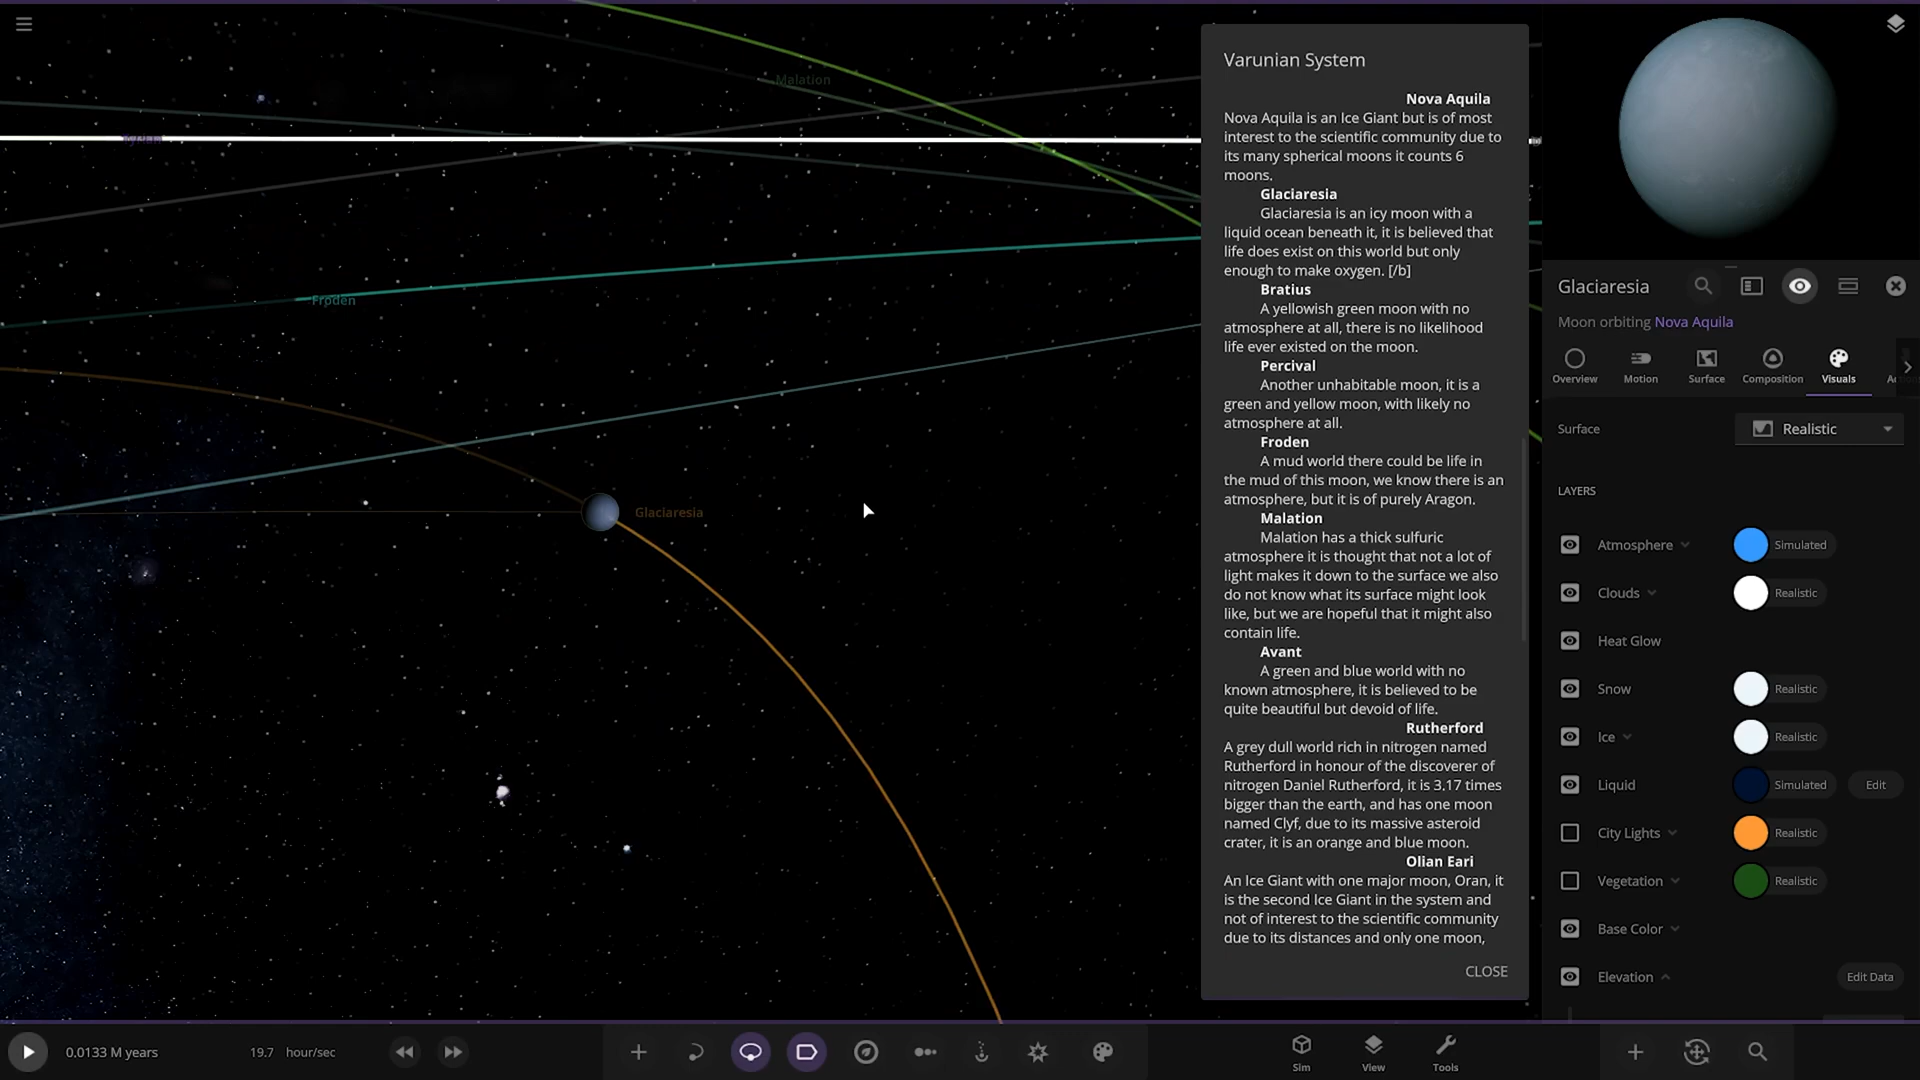 Malation
Froden
Glaciaresia
Varunian System
Nova Aquila
Nova Aquila is an Ice Giant but is of most
interest to the scientific community due to
its many spherical moons it counts 6
moons.
Glaciaresia
Glaciaresia is an icy moon with a
liquid ocean beneath it, it is believed that
life does exist on this world but only
enough to make oxygen. [/b]
Bratius
A yellowish green moon with no
atmosphere at all, there is no likelihood
life ever existed on the moon.
Percival
Another unhabitable moon, it is a
green and yellow moon, with likely no
atmosphere at all.
Froden
A mud world there could be life in
the mud of this moon, we know there is an
atmosphere, but it is of purely Aragon.
Malation
Malation has a thick sulfuric
atmosphere it is thought that not a lot of
light makes it down to the surface we also
do not know what its surface might look
like, but we are hopeful that it might also
contain life.
Avant
A green and blue world with no
known atmosphere, it is believed to be
quite beautiful but devoid of life.
Rutherford
A grey dull world rich in nitrogen named
Rutherford in honour of the discoverer of
nitrogen Daniel Rutherford, it is 3.17 times
bigger than the earth, and has one moon
named Clyf, due to its massive asteroid
crater, it is an orange and blue moon.
Olian Eari
An Ice Giant with one major moon, Oran, it
is the second Ice Giant in the system and
not of interest to the scientific community
due to its distances and only one moon,
CLOSE
Glaciaresia
Moon orbiting Nova Aquila
Overview Motion Surface Composition Visuals
Surface Realistic
LAYERS
Atmosphere Simulated
Clouds Realistic
Heat Glow
Snow Realistic
Ice Realistic
Liquid Simulated Edit
City Lights Realistic
Vegetation Realistic
Base Color
Elevation Edit Data
0.0133 M years 19.7 hour/sec
Sim View Tools